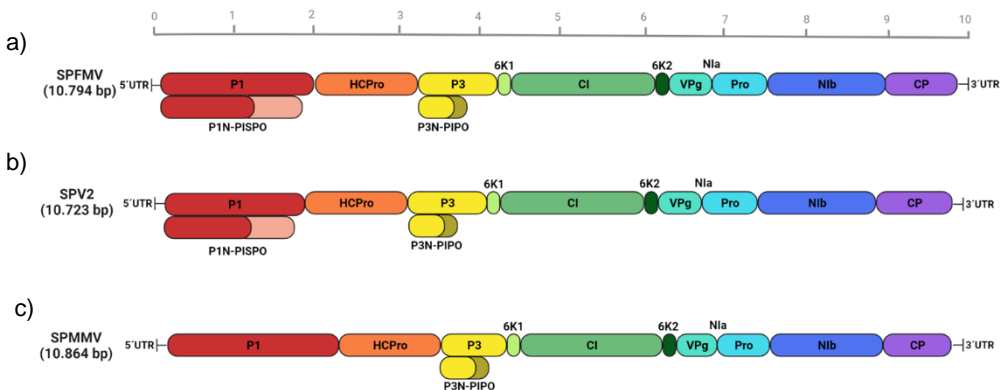 0 1 2 3 4 5 6 7 8 9 10
a)
6K1 6K2 NIa
SPFMV
(10.794 bp)
5´UTR P1 HCPro P3 CI VPg Pro NIb CP 3´UTR
P1N-PISPO P3N-PIPO
b)
6K1 6K2 NIa
SPV2
(10.723 bp)
5´UTR P1 HCPro P3 CI VPg Pro NIb CP 3´UTR
P1N-PISPO P3N-PIPO
c)
6K1 6K2 NIa
SPMMV
(10.864 bp)
5´UTR P1 HCPro P3 CI VPg Pro NIb CP 3´UTR
P3N-PIPO